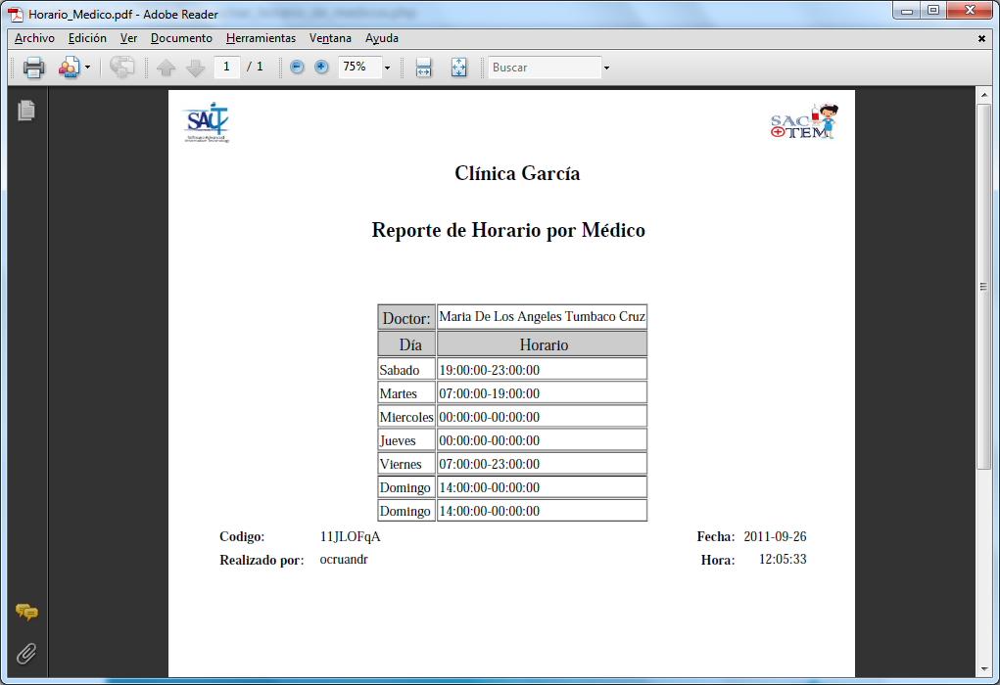 Horario_Medico.pdf - Adobe Reader
Archivo Edición Ver Documento Herramientas Ventana Ayuda
1 / 1 75% Buscar
SAIT
Software Advanced
Information Technology
SAC
TEM
Clínica García
Reporte de Horario por Médico
Doctor: Maria De Los Angeles Tumbaco Cruz
Día Horario
Sabado 19:00:00-23:00:00
Martes 07:00:00-19:00:00
Miercoles 00:00:00-00:00:00
Jueves 00:00:00-00:00:00
Viernes 07:00:00-23:00:00
Domingo 14:00:00-00:00:00
Domingo 14:00:00-00:00:00
Codigo: 11JLOFqA Fecha: 2011-09-26
Realizado por: ocruandr Hora: 12:05:33